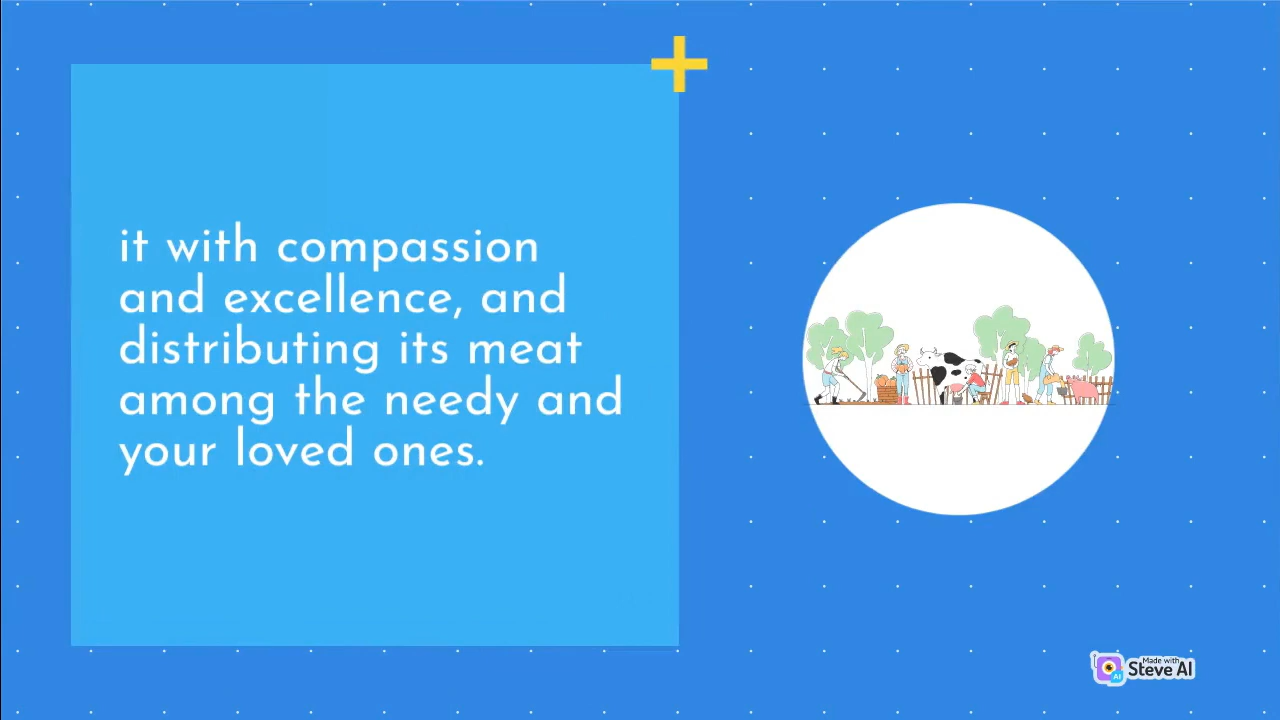 it with compassion
and excellence, and
distributing its meat
among the needy and
your loved ones.
Made with
Steve AI
AI